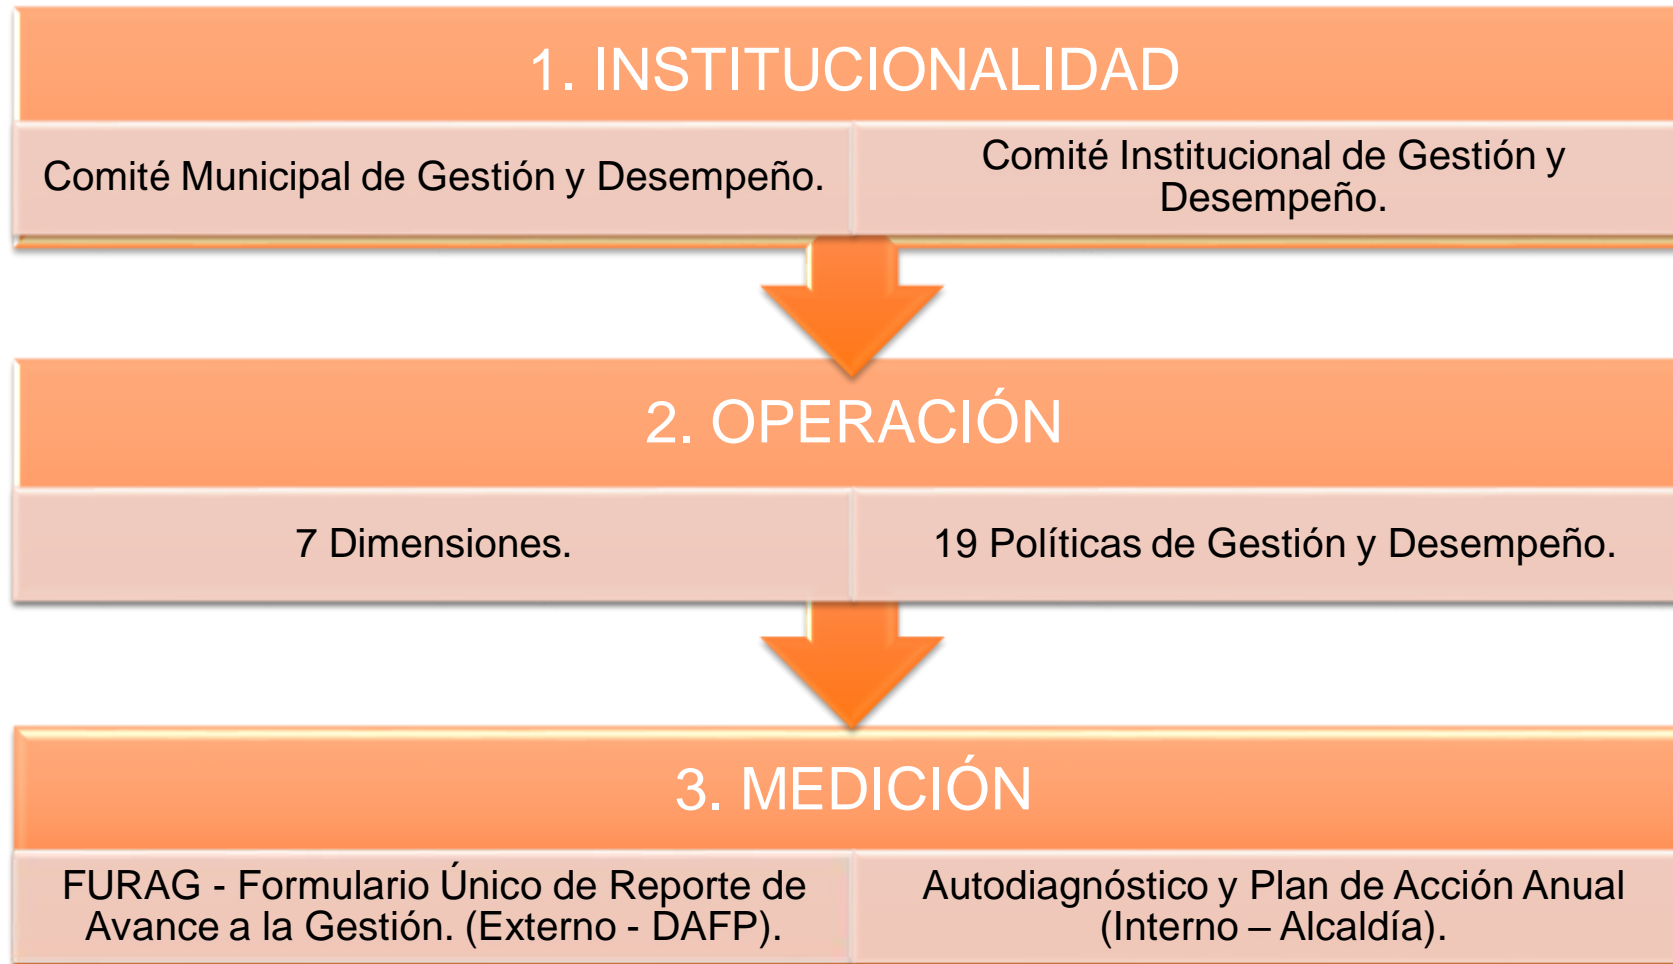 1. INSTITUCIONALIDAD
Comité Municipal de Gestión y Desempeño.
Comité Institucional de Gestión y
Desempeño.
2. OPERACIÓN
7 Dimensiones.
19 Políticas de Gestión y Desempeño.
3. MEDICIÓN
FURAG - Formulario Único de Reporte de
Avance a la Gestión. (Externo - DAFP).
Autodiagnóstico y Plan de Acción Anual
(Interno – Alcaldía).